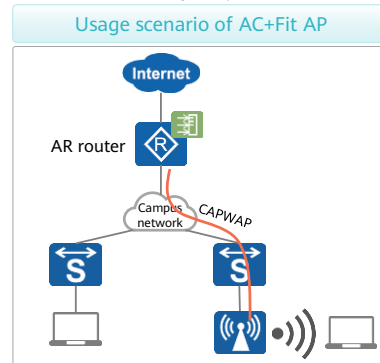 Usage scenario of AC+Fit AP
Internet
AR router
R
Campus
network
CAPWAP
S
S